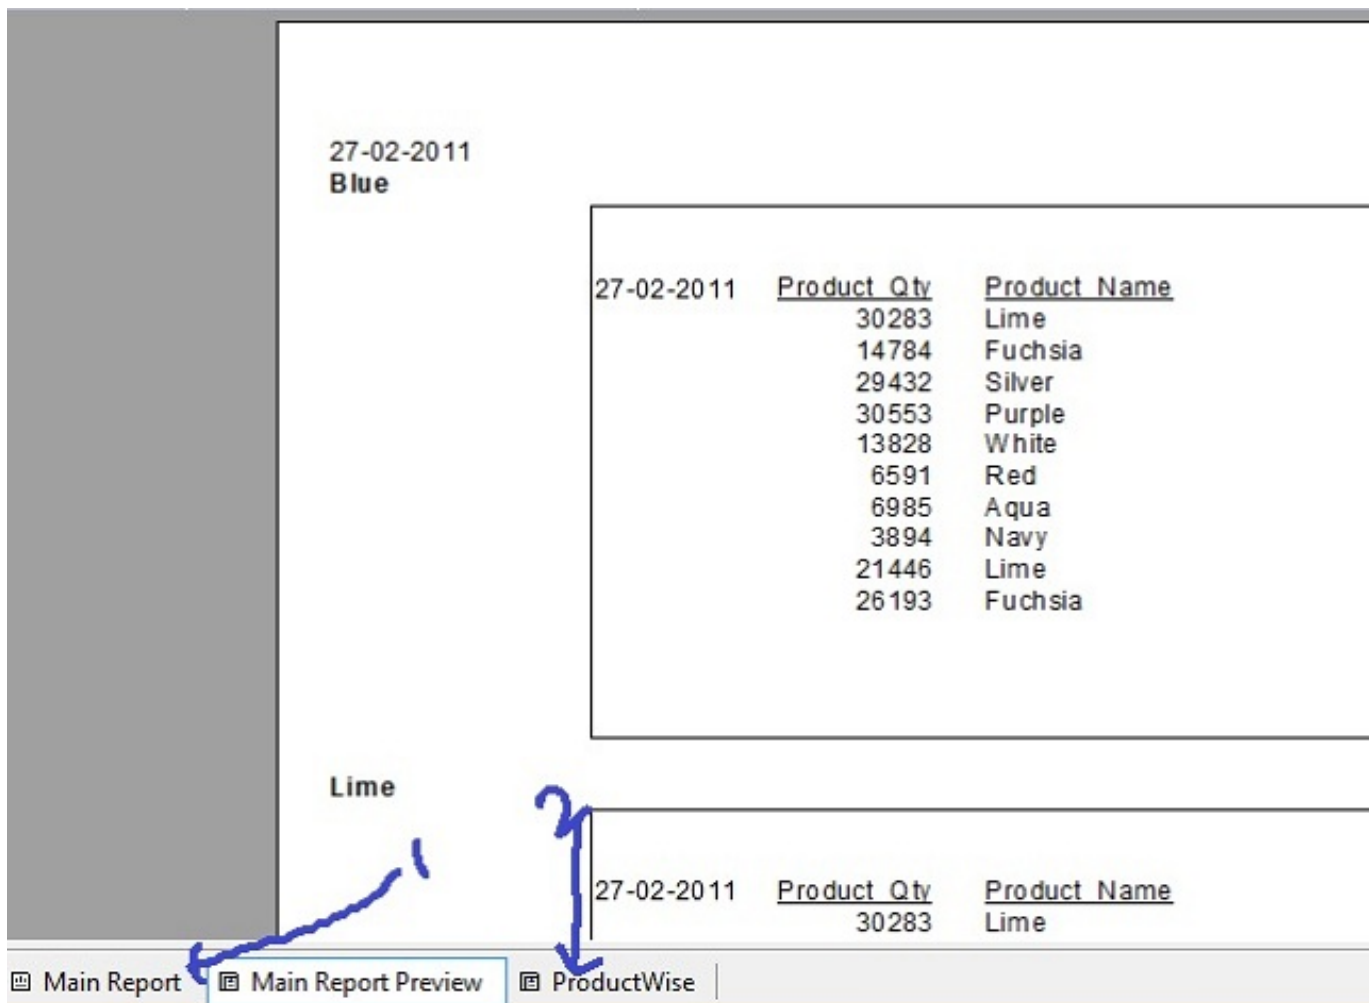 27-02-2011
Blue
27-02-2011 Product Qty Product Name
30283 Lime
14784 Fuchsia
29432 Silver
30553 Purple
13828 White
6591 Red
6985 Aqua
3894 Navy
21446 Lime
26193 Fuchsia
Lime
1
2
27-02-2011 Product Qty Product Name
30283 Lime
Main Report Main Report Preview ProductWise